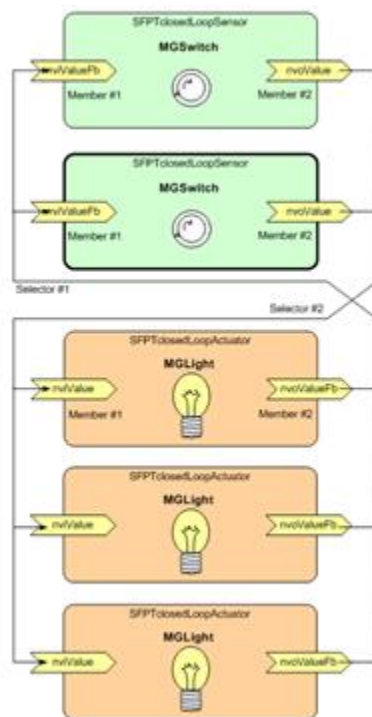 SFPTclosedLoopSensor
MGSwitch
nviValueFb
nvoValue
Member #1
Member #2
SFPTclosedLoopSensor
MGSwitch
nviValueFb
nvoValue
Member #1
Member #2
Selector #1
Selector #2
SFPTclosedLoopActuator
MGLight
nviValue
nvoValueFb
Member #1
Member #2
SFPTclosedLoopActuator
MGLight
nviValue
nvoValueFb
SFPTclosedLoopActuator
MGLight
nviValue
nvoValueFb